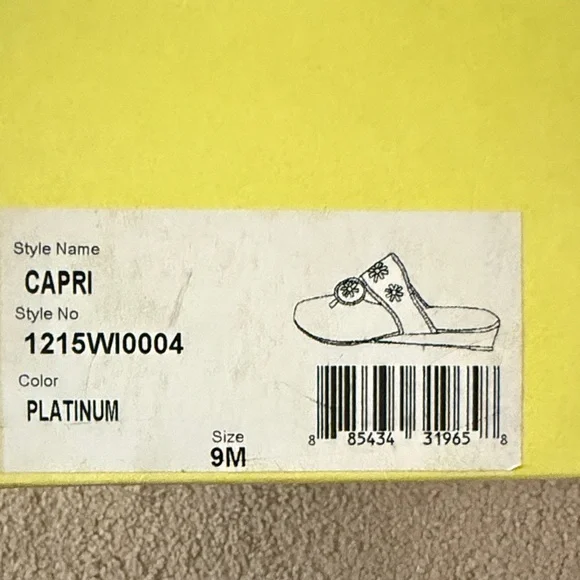 Style Name
CAPRI
Style No
1215WI0004
Color
PLATINUM
Size
9M
8 85434 31965 8